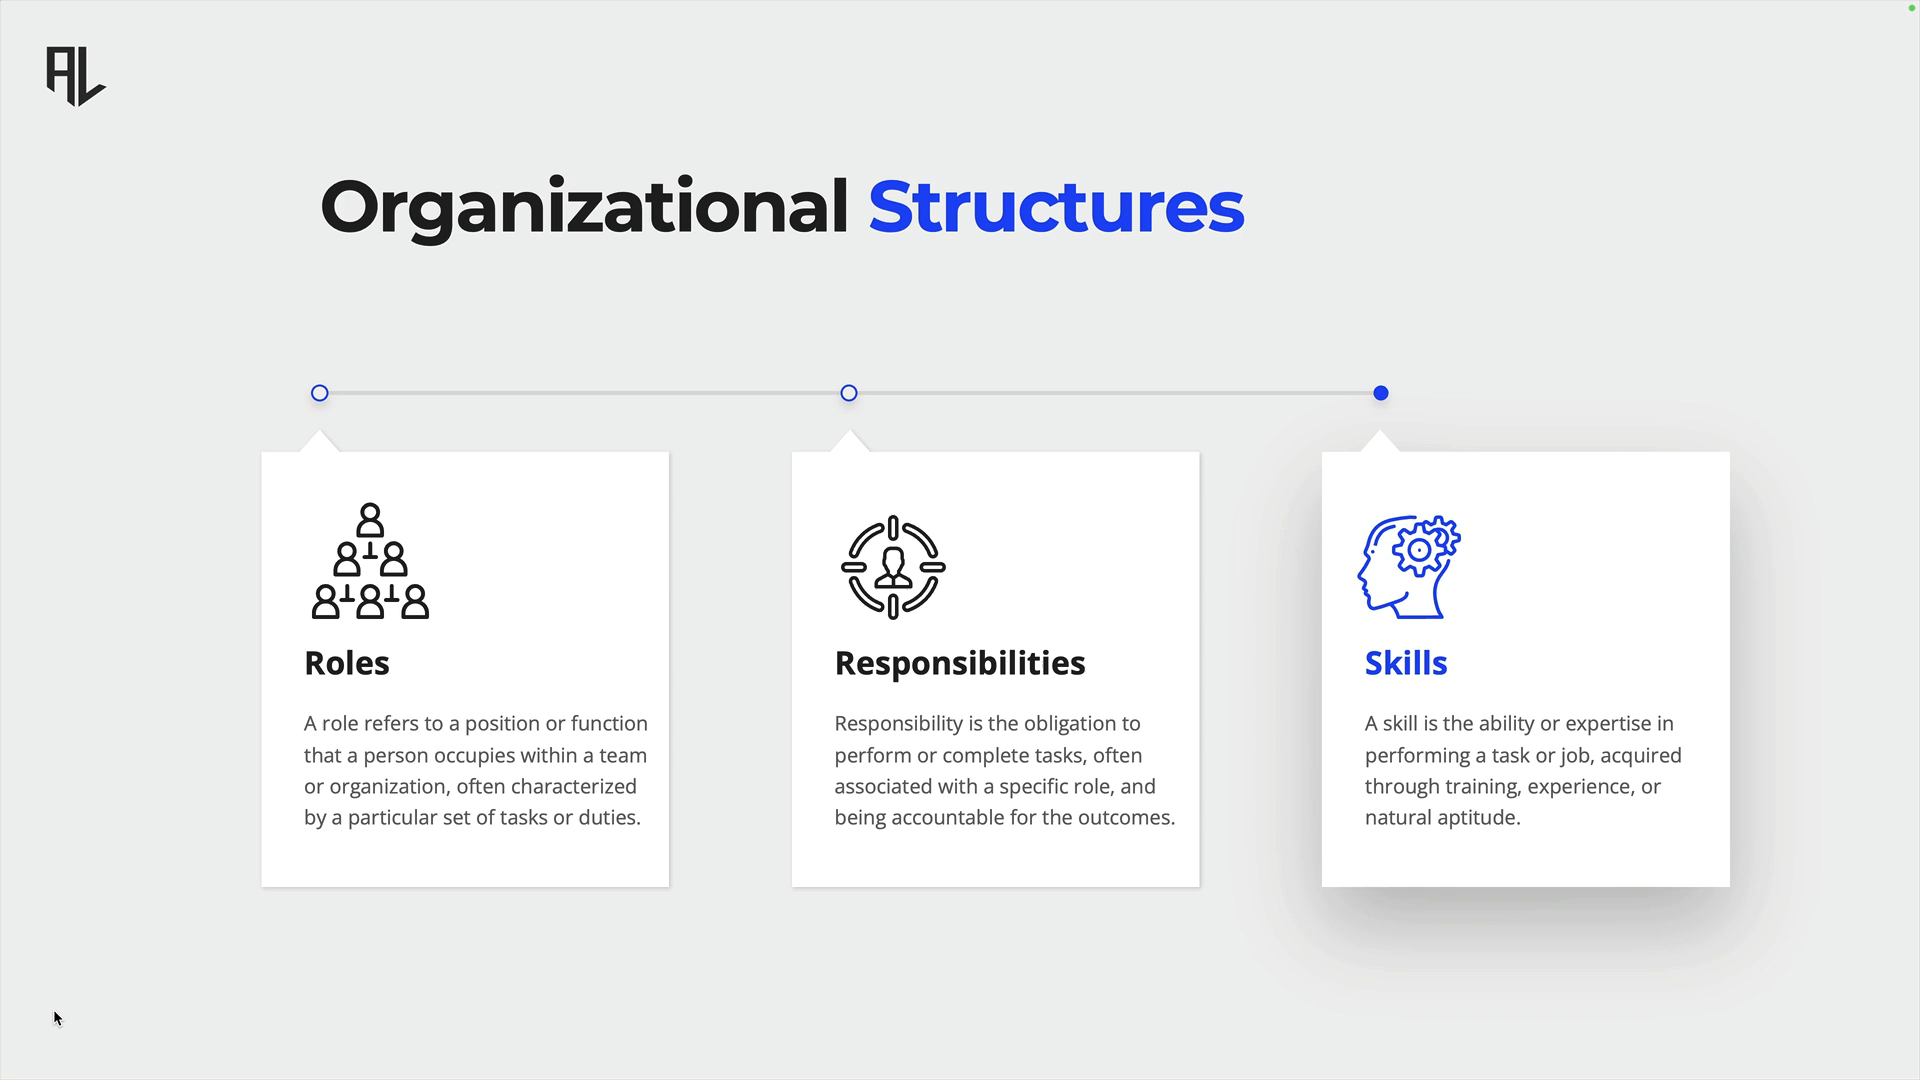 AL
Organizational Structures
Roles
A role refers to a position or function
that a person occupies within a team
or organization, often characterized
by a particular set of tasks or duties.
Responsibilities
Responsibility is the obligation to
perform or complete tasks, often
associated with a specific role, and
being accountable for the outcomes.
Skills
A skill is the ability or expertise in
performing a task or job, acquired
through training, experience, or
natural aptitude.